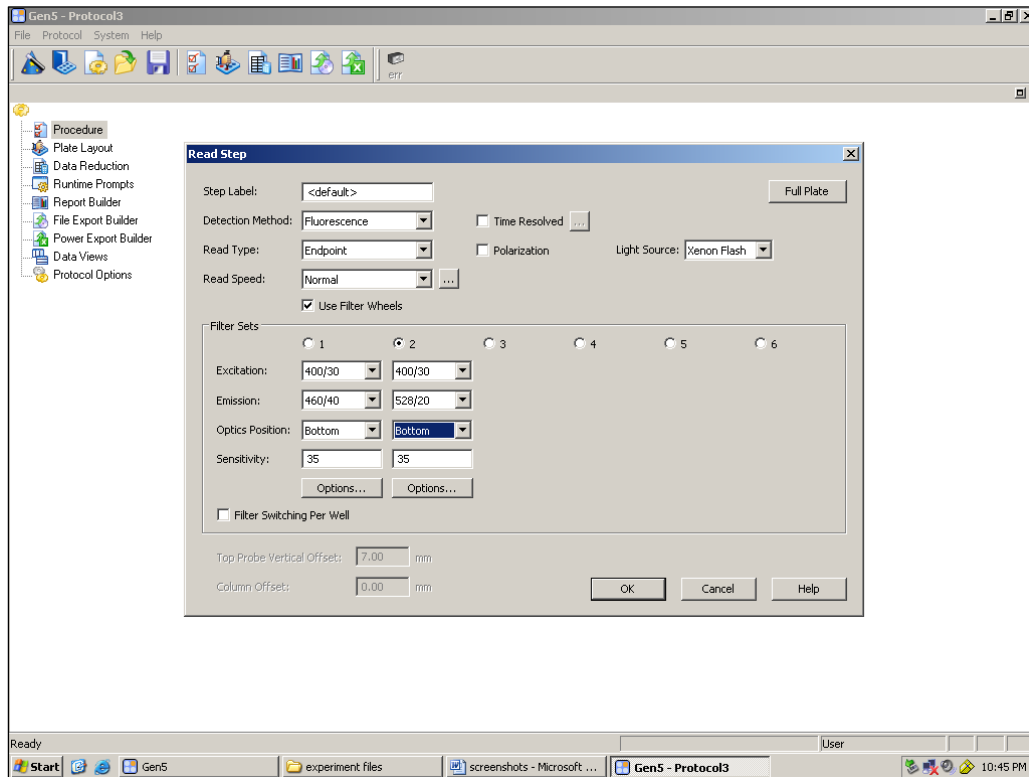 Gen5 - Protocol3
File Protocol System Help
err
Procedure
Plate Layout
Data Reduction
Runtime Prompts
Report Builder
File Export Builder
Power Export Builder
Data Views
Protocol Options
Read Step
Step Label: <default> Full Plate
Detection Method: Fluorescence Time Resolved ...
Read Type: Endpoint Polarization Light Source: Xenon Flash
Read Speed: Normal ...
Use Filter Wheels
Filter Sets
1 2 3 4 5 6
Excitation: 400/30 400/30
Emission: 460/40 528/20
Optics Position: Bottom Bottom
Sensitivity: 35 35
Options... Options...
Filter Switching Per Well
Top Probe Vertical Offset: 7.00 mm
Column Offset: 0.00 mm
OK Cancel Help
Ready User
Start Gen5 experiment files screenshots - Microsoft ... Gen5 - Protocol3 10:45 PM